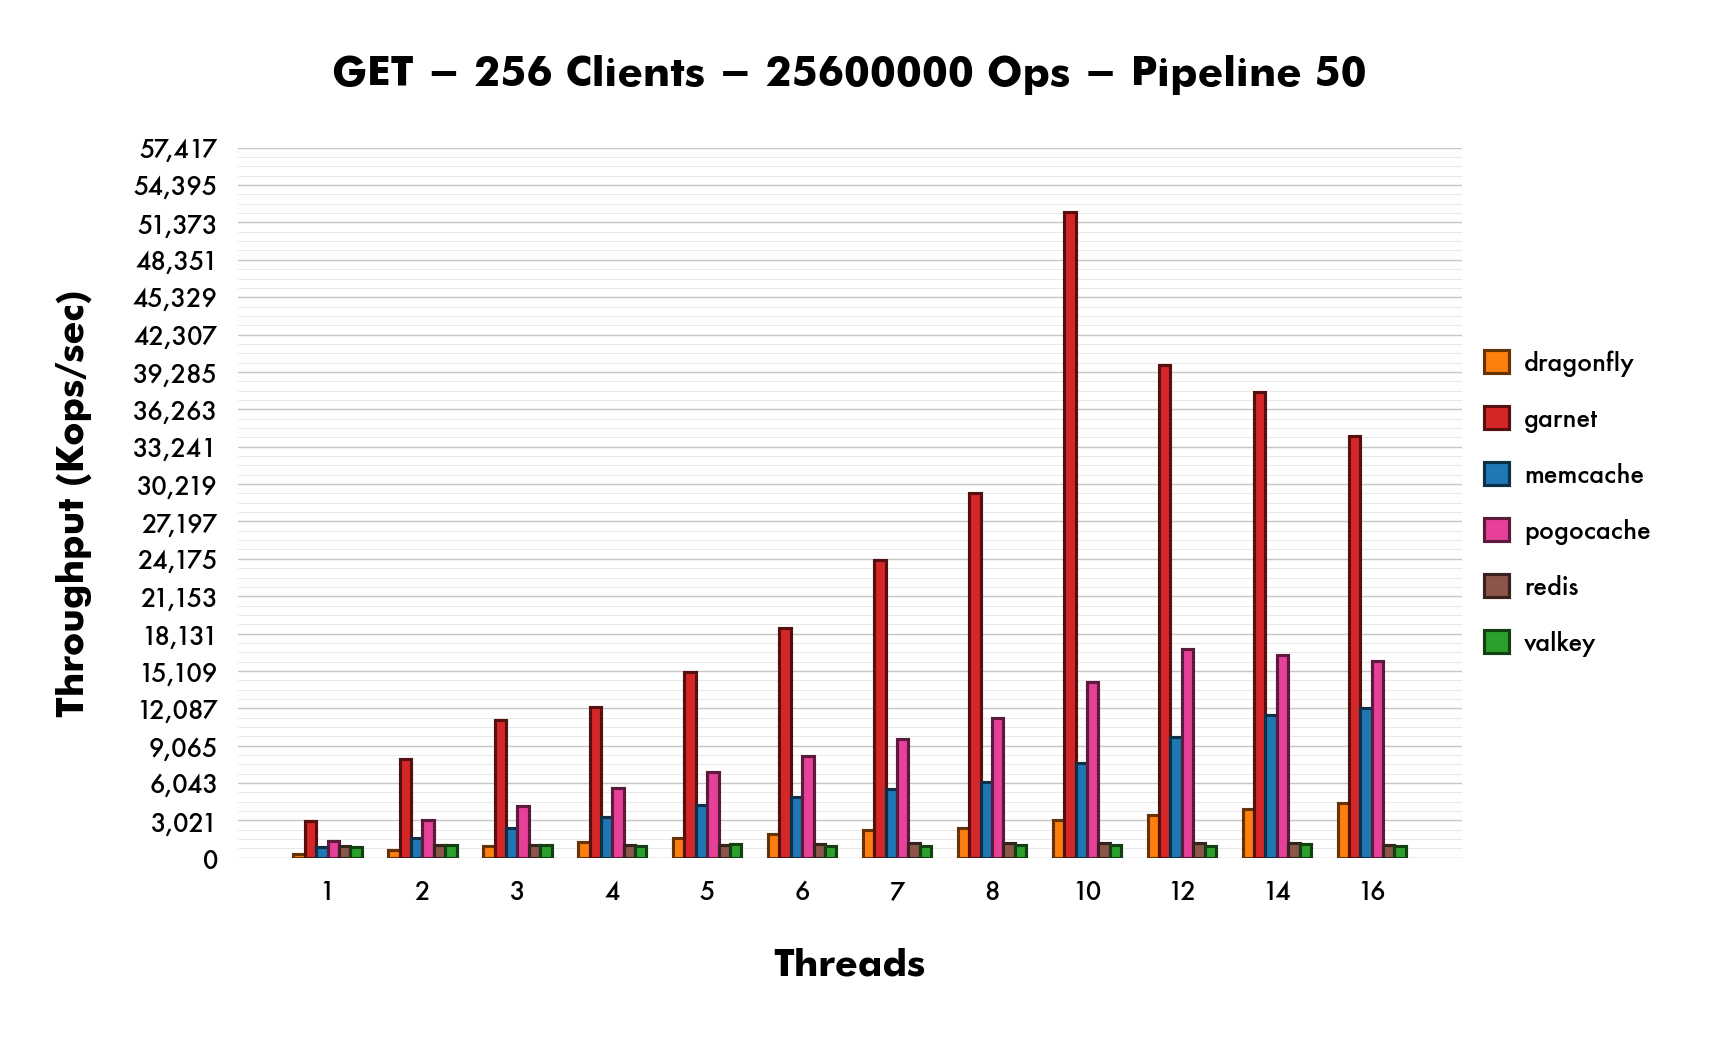 GET – 256 Clients – 25600000 Ops – Pipeline 50
57,417
54,395
51,373
48,351
45,329
42,307
39,285
36,263
33,241
30,219
27,197
24,175
21,153
18,131
15,109
12,087
9,065
6,043
3,021
0
Throughput (Kops/sec)
1 2 3 4 5 6 7 8 10 12 14 16
Threads
dragonfly
garnet
memcache
pogocache
redis
valkey